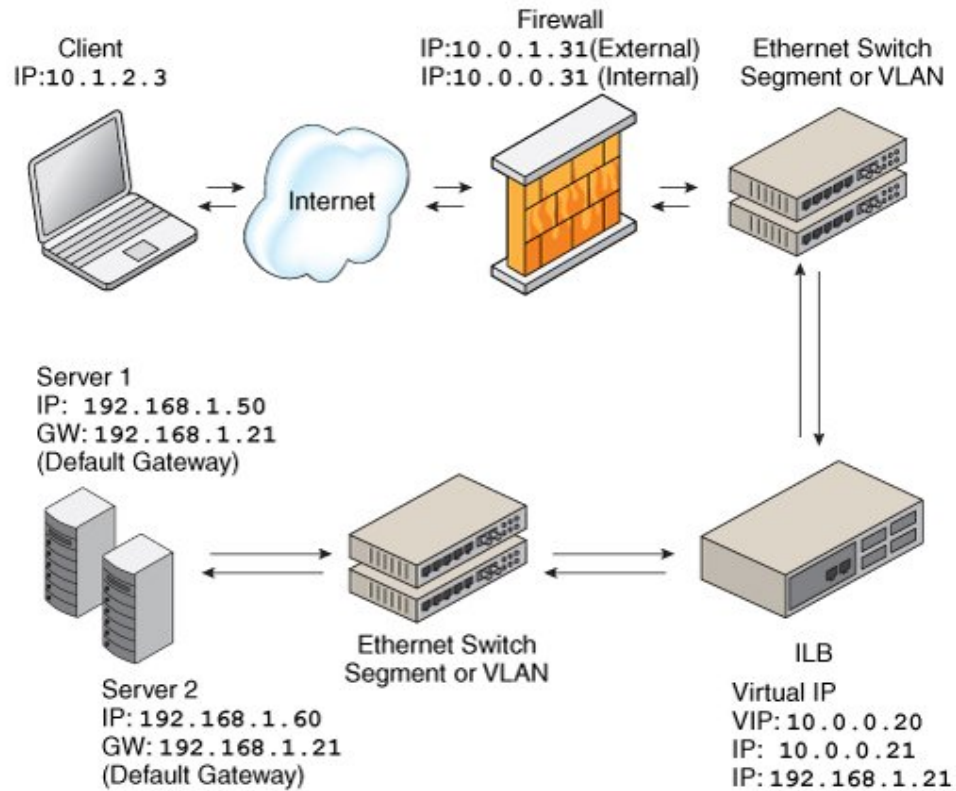 Client
IP:10.1.2.3
Internet
Firewall
IP:10.0.1.31(External)
IP:10.0.0.31 (Internal)
Ethernet Switch
Segment or VLAN
Server 1
IP: 192.168.1.50
GW:192.168.1.21
(Default Gateway)
Server 2
IP:192.168.1.60
GW:192.168.1.21
(Default Gateway)
Ethernet Switch
Segment or VLAN
ILB
Virtual IP
VIP:10.0.0.20
IP: 10.0.0.21
IP:192.168.1.21